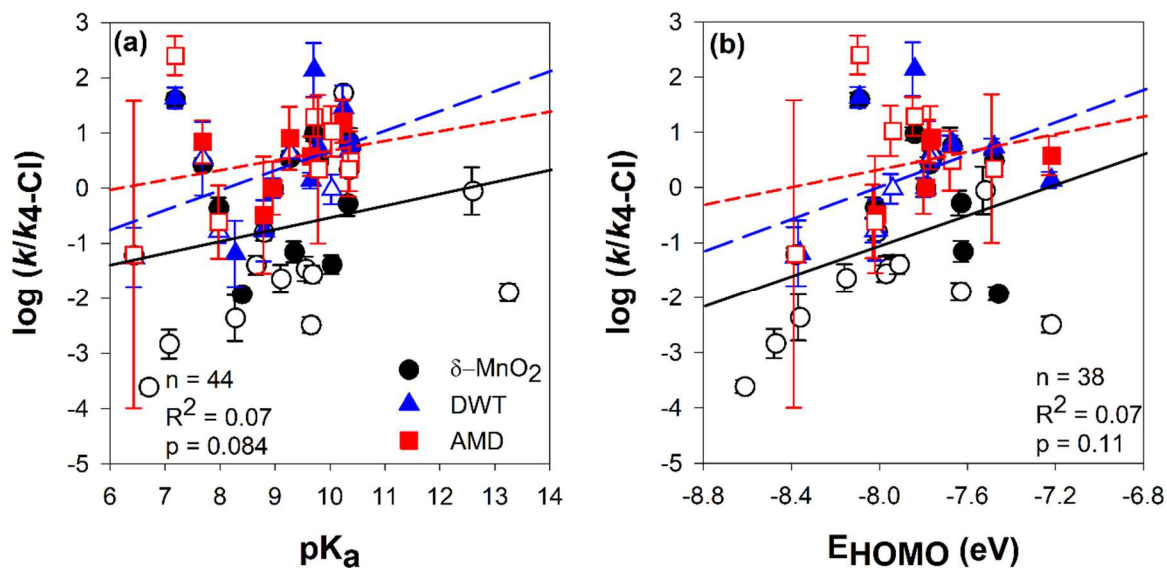 (a)
log (k/k4-Cl)
3
2
1
0
-1
-2
-3
-4
-5
n = 44
R² = 0.07
p = 0.084
δ−MnO₂
DWT
AMD
6 7 8 9 10 11 12 13 14
pKₐ
(b)
log (k/k4-Cl)
3
2
1
0
-1
-2
-3
-4
-5
n = 38
R² = 0.07
p = 0.11
-8.8 -8.4 -8.0 -7.6 -7.2 -6.8
E_HOMO (eV)